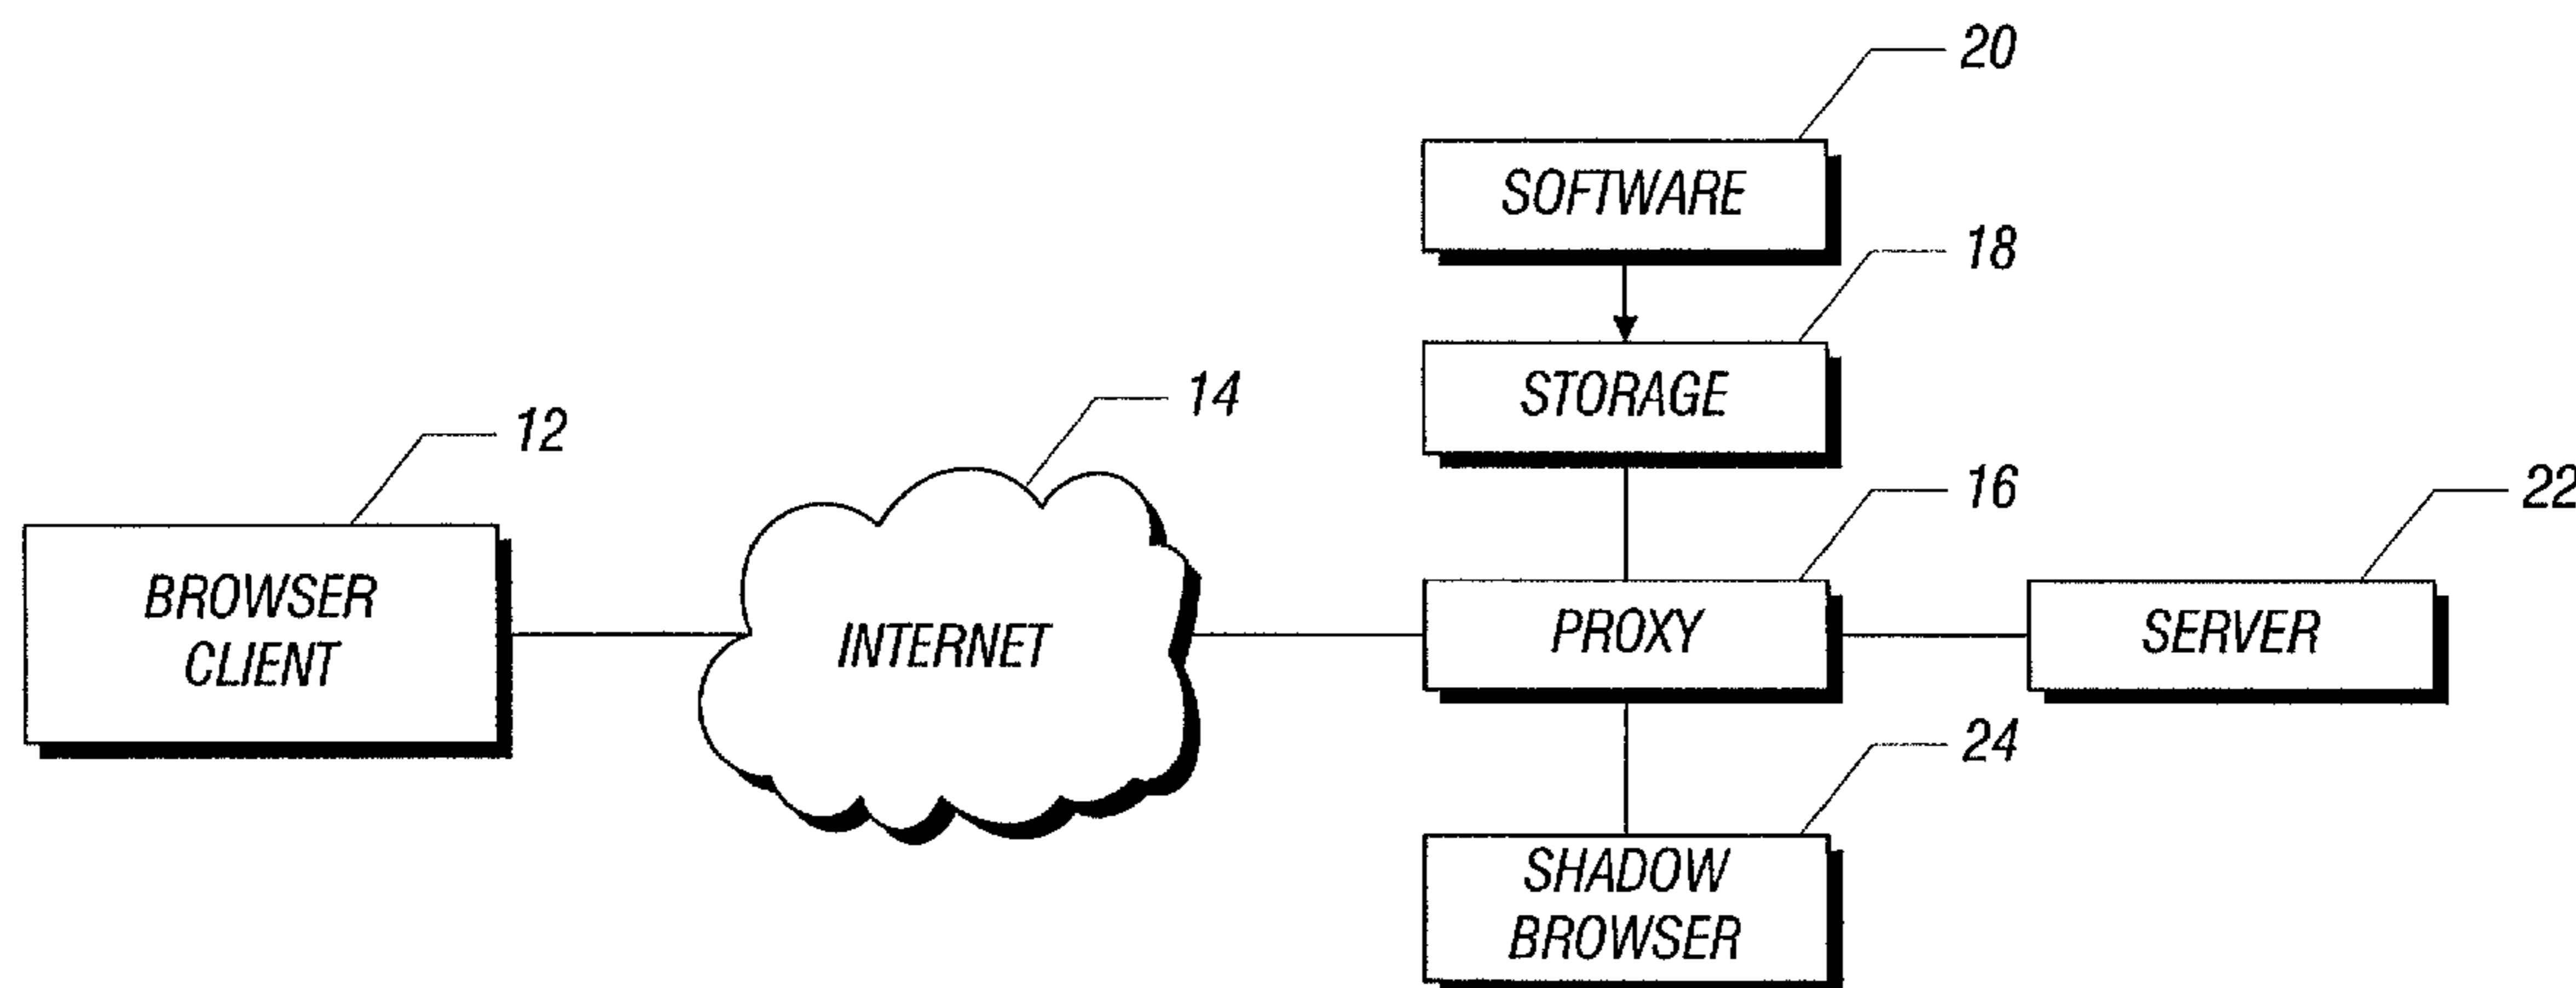 20
SOFTWARE
18
STORAGE
14
12
16
22
BROWSER
CLIENT
INTERNET
PROXY
SERVER
24
SHADOW
BROWSER